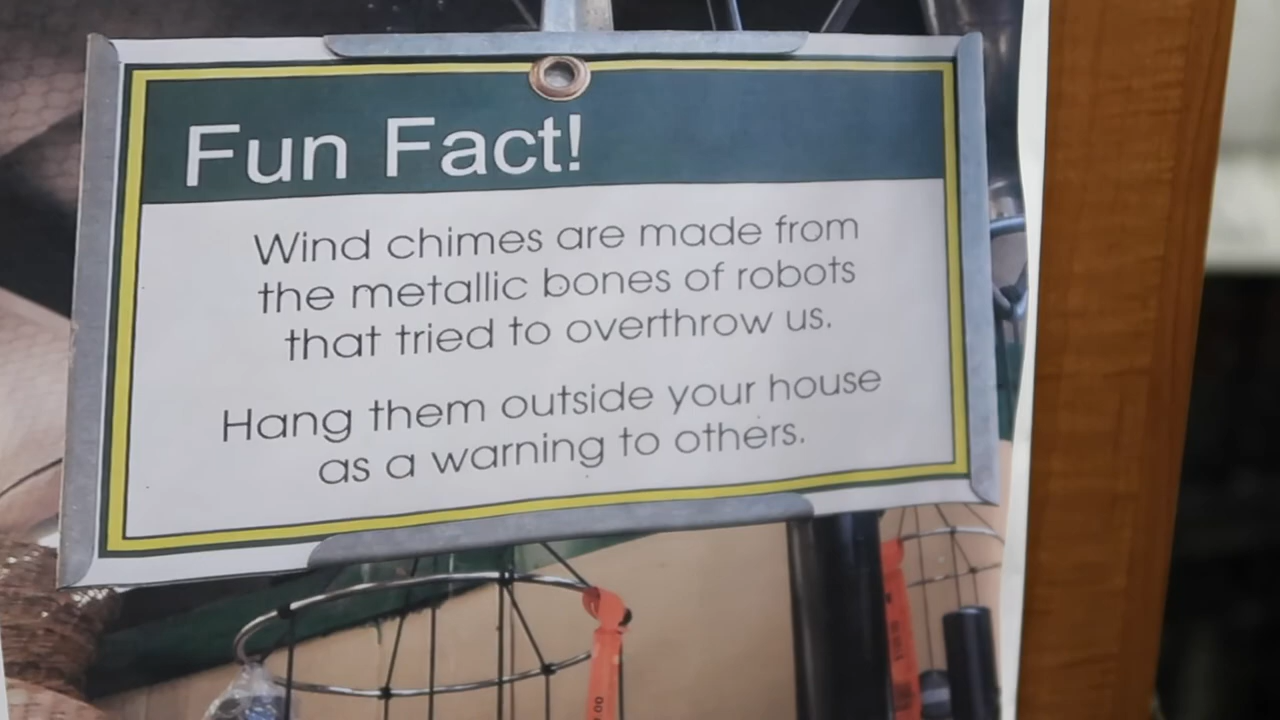 Fun Fact!
Wind chimes are made from
the metallic bones of robots
that tried to overthrow us.
Hang them outside your house
as a warning to others.